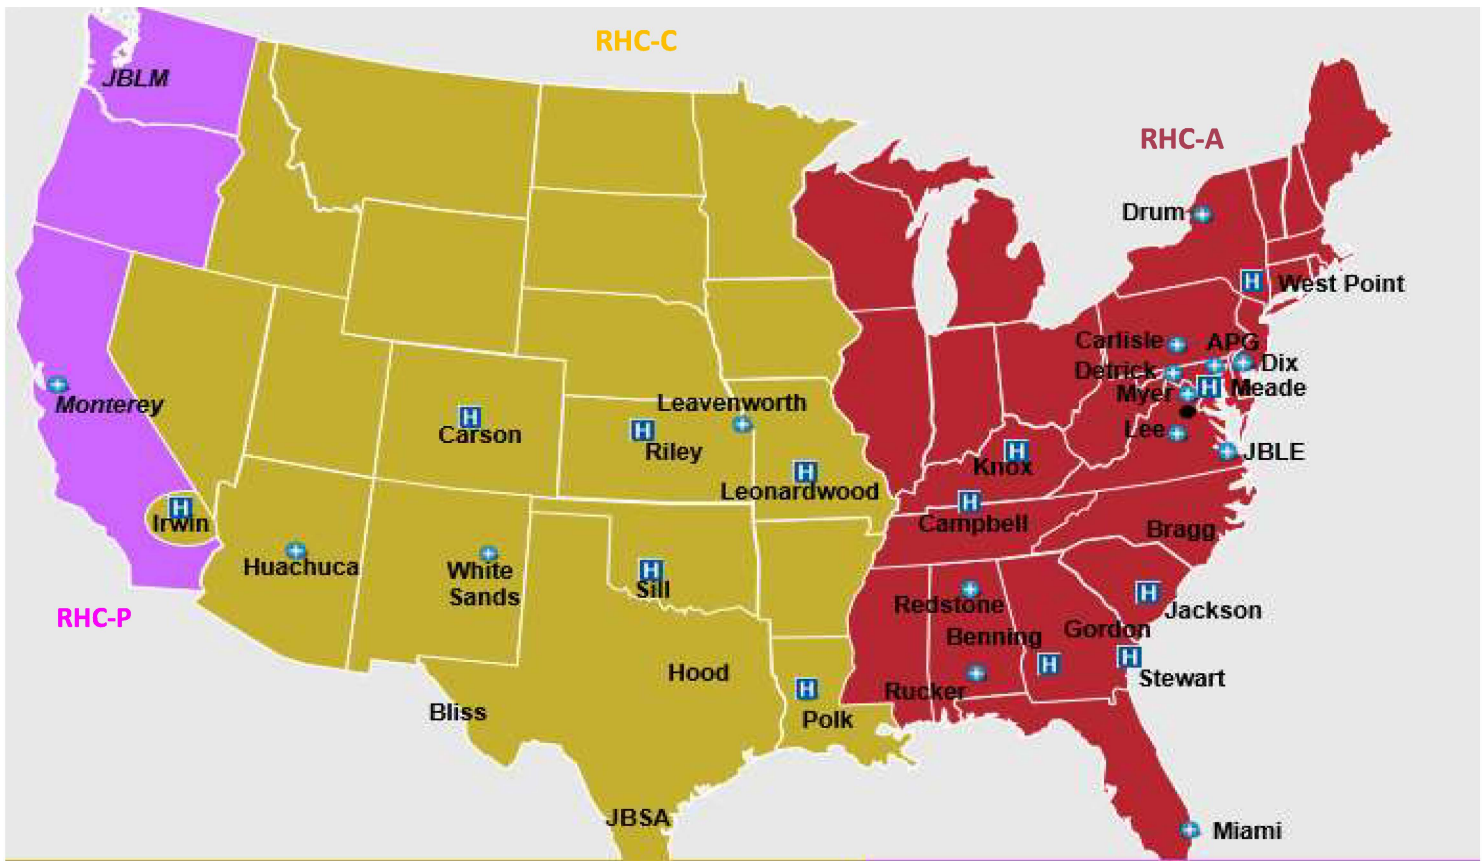 RHC-C
JBLM
RHC-A
Drum
West Point
Carlisle
APG
Dix
Detrick
Myer
H Meade
Monterey
Leavenworth
H
Carson
H
Riley
Lee
JBLE
H
Leonardwood
H
Knox
H
Irwin
H
Campbell
Bragg
Huachuca
White
Sands
H
Sill
RHC-P
Redstone
H
Jackson
Benning
Gordon
H
H
Stewart
Hood
Rucker
H
Polk
Bliss
JBSA
Miami
H